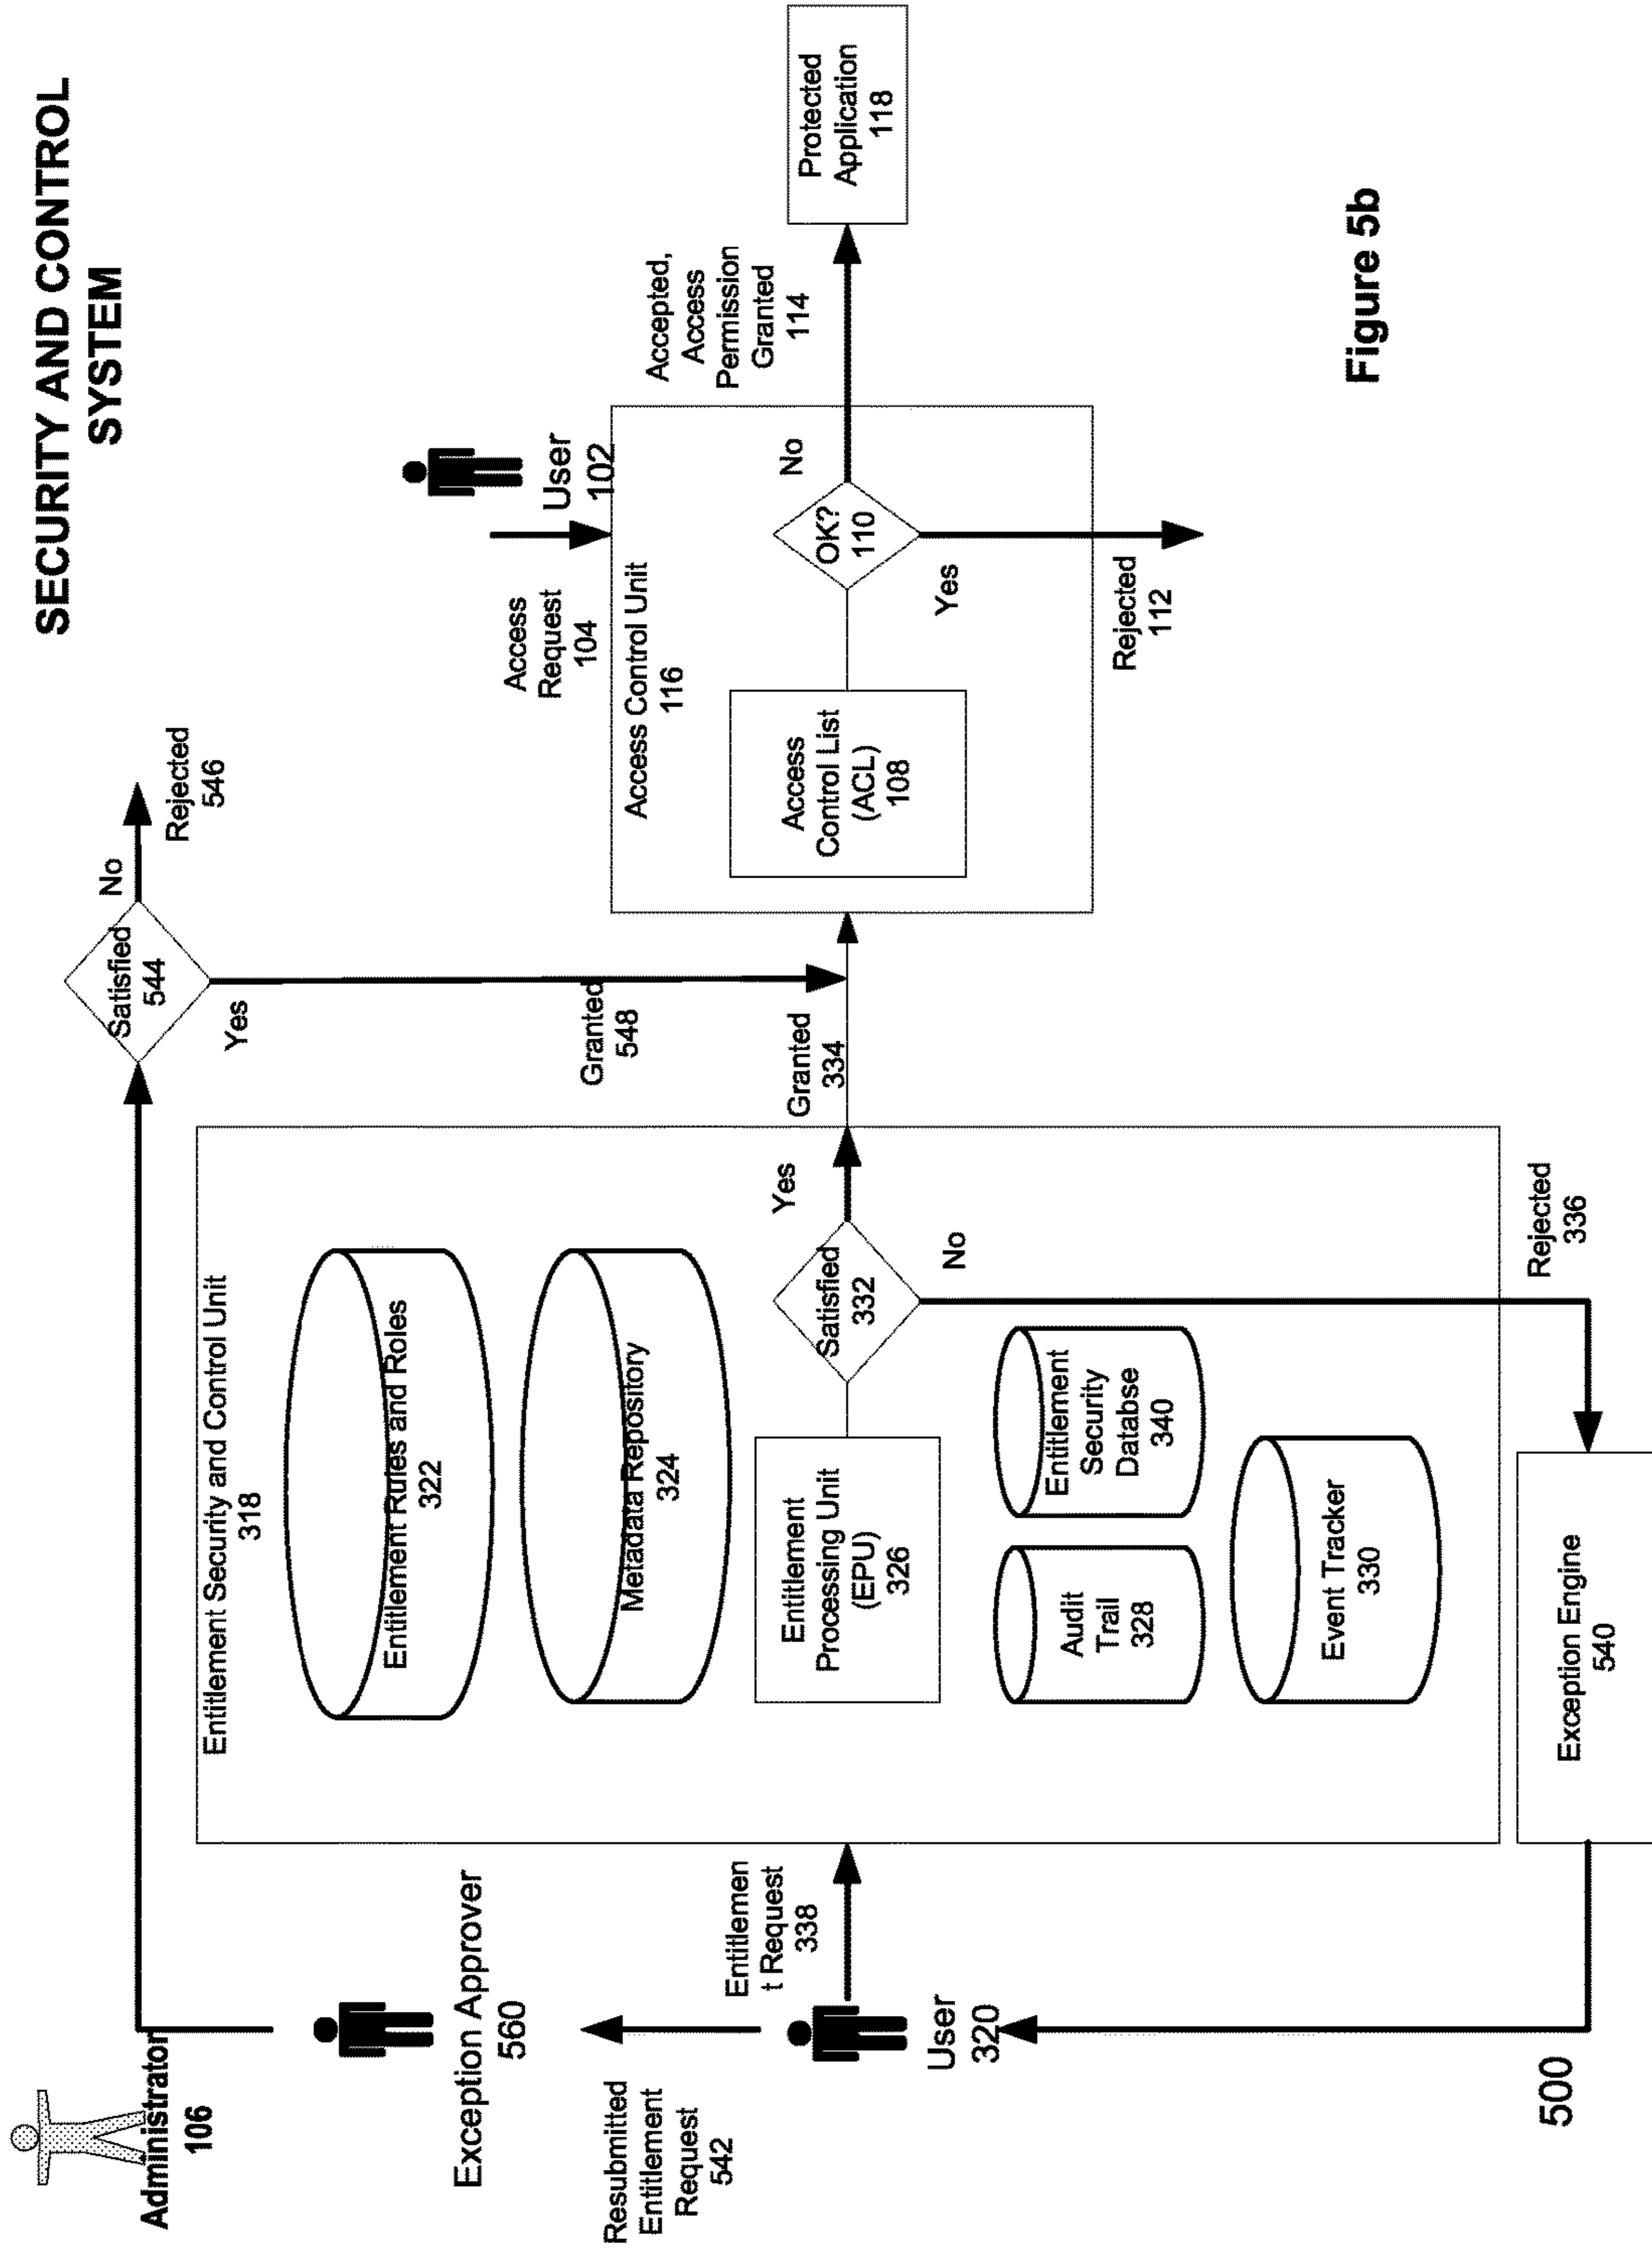 SECURITY AND CONTROL
SYSTEM
Administrator
106
Exception Approver
560
Resubmitted
Entitlement
Request
542
User
320
Entitlemen
t Request
338
500
Entitlement Security and Control Unit
318
Entitlement Rules and Roles
322
Metadata Repository
324
Entitlement
Processing Unit
(EPU)
326
Satisfied
332
Yes
No
Audit
Trail
328
Entitlement
Security
Databse
340
Event Tracker
330
Exception Engine
540
Rejected
336
Granted
334
Satisfied
544
No
Rejected
546
Yes
Granted
548
Access
Request
104
User
102
Access Control Unit
116
Access
Control List
(ACL)
108
OK?
110
No
Yes
Rejected
112
Accepted,
Access
Permission
Granted
114
Protected
Application
118
Figure 5b